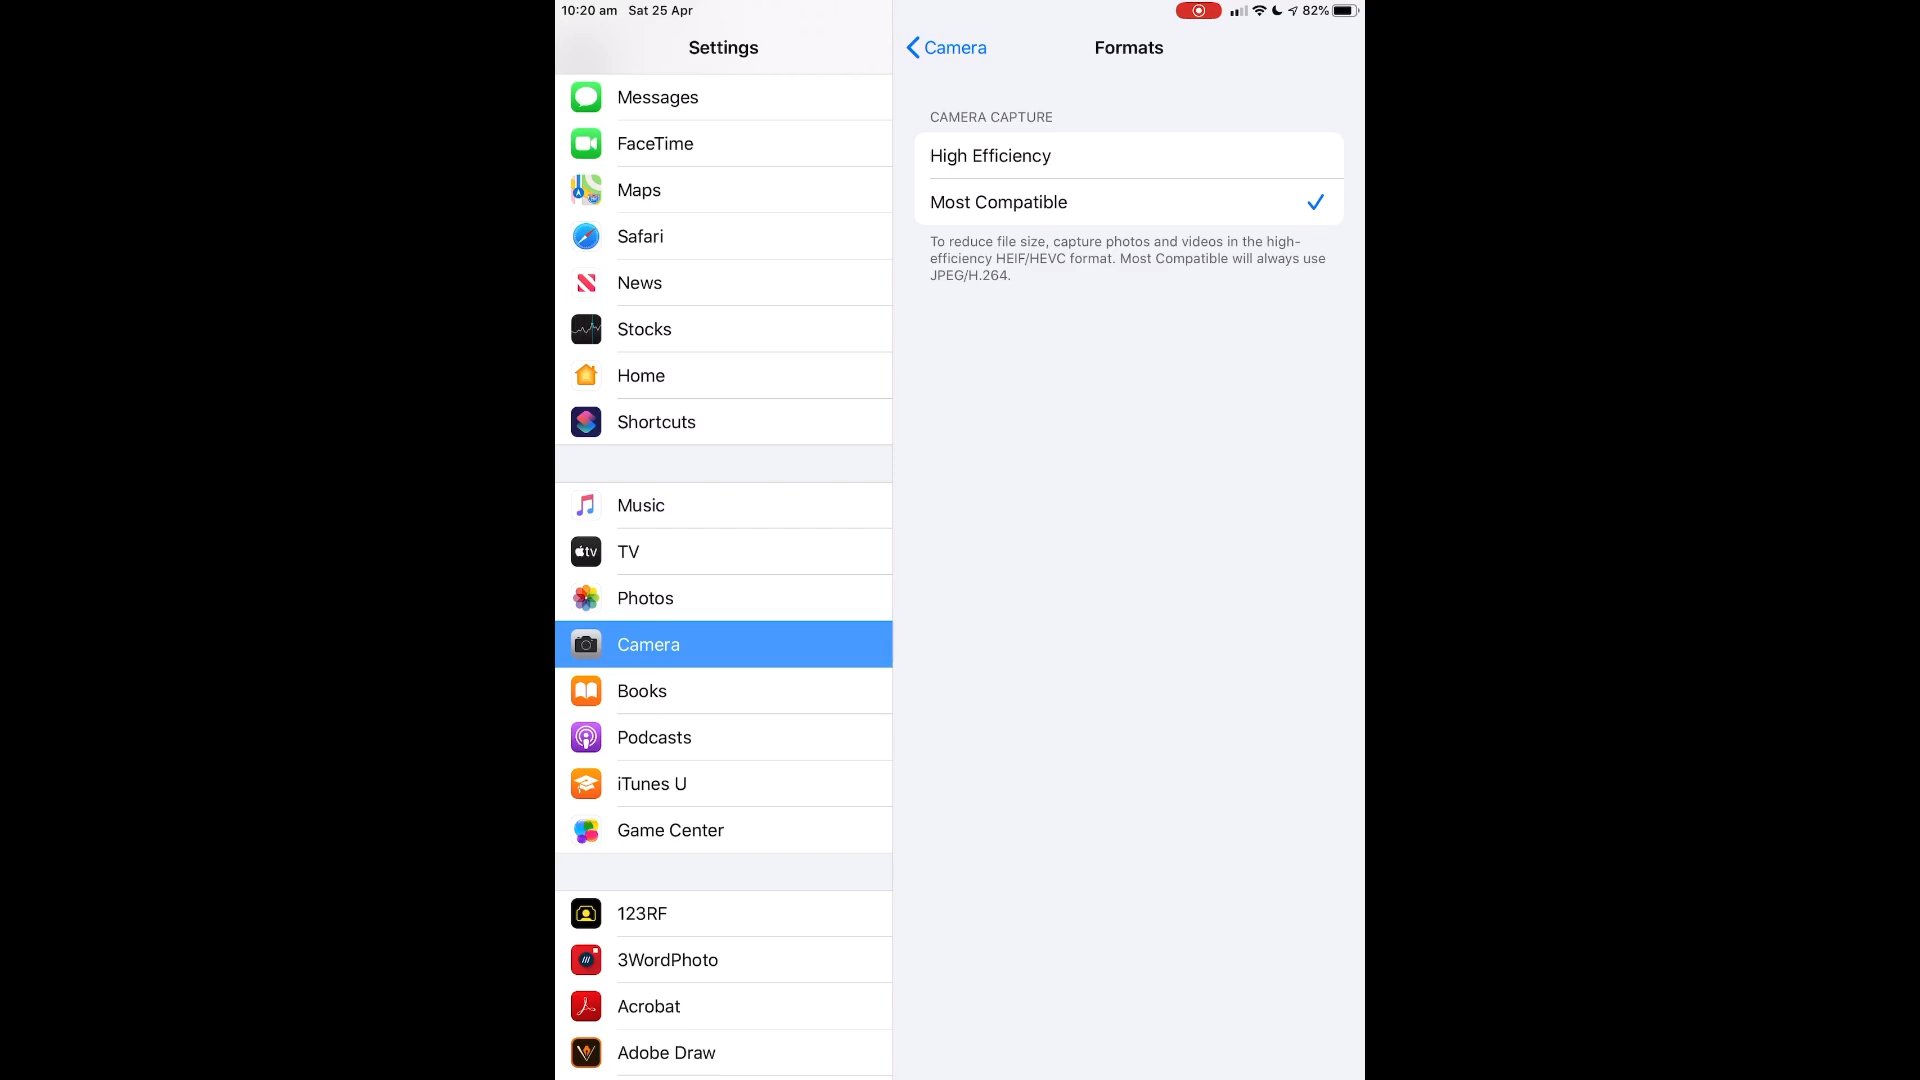 10:20 am Sat 25 Apr
82%
Settings
Messages
FaceTime
Maps
Safari
News
Stocks
Home
Shortcuts
Music
tv TV
Photos
Camera
Books
Podcasts
iTunes U
Game Center
123RF
3WordPhoto
Acrobat
Adobe Draw
Camera
Formats
CAMERA CAPTURE
High Efficiency
Most Compatible
To reduce file size, capture photos and videos in the high-
efficiency HEIF/HEVC format. Most Compatible will always use
JPEG/H.264.